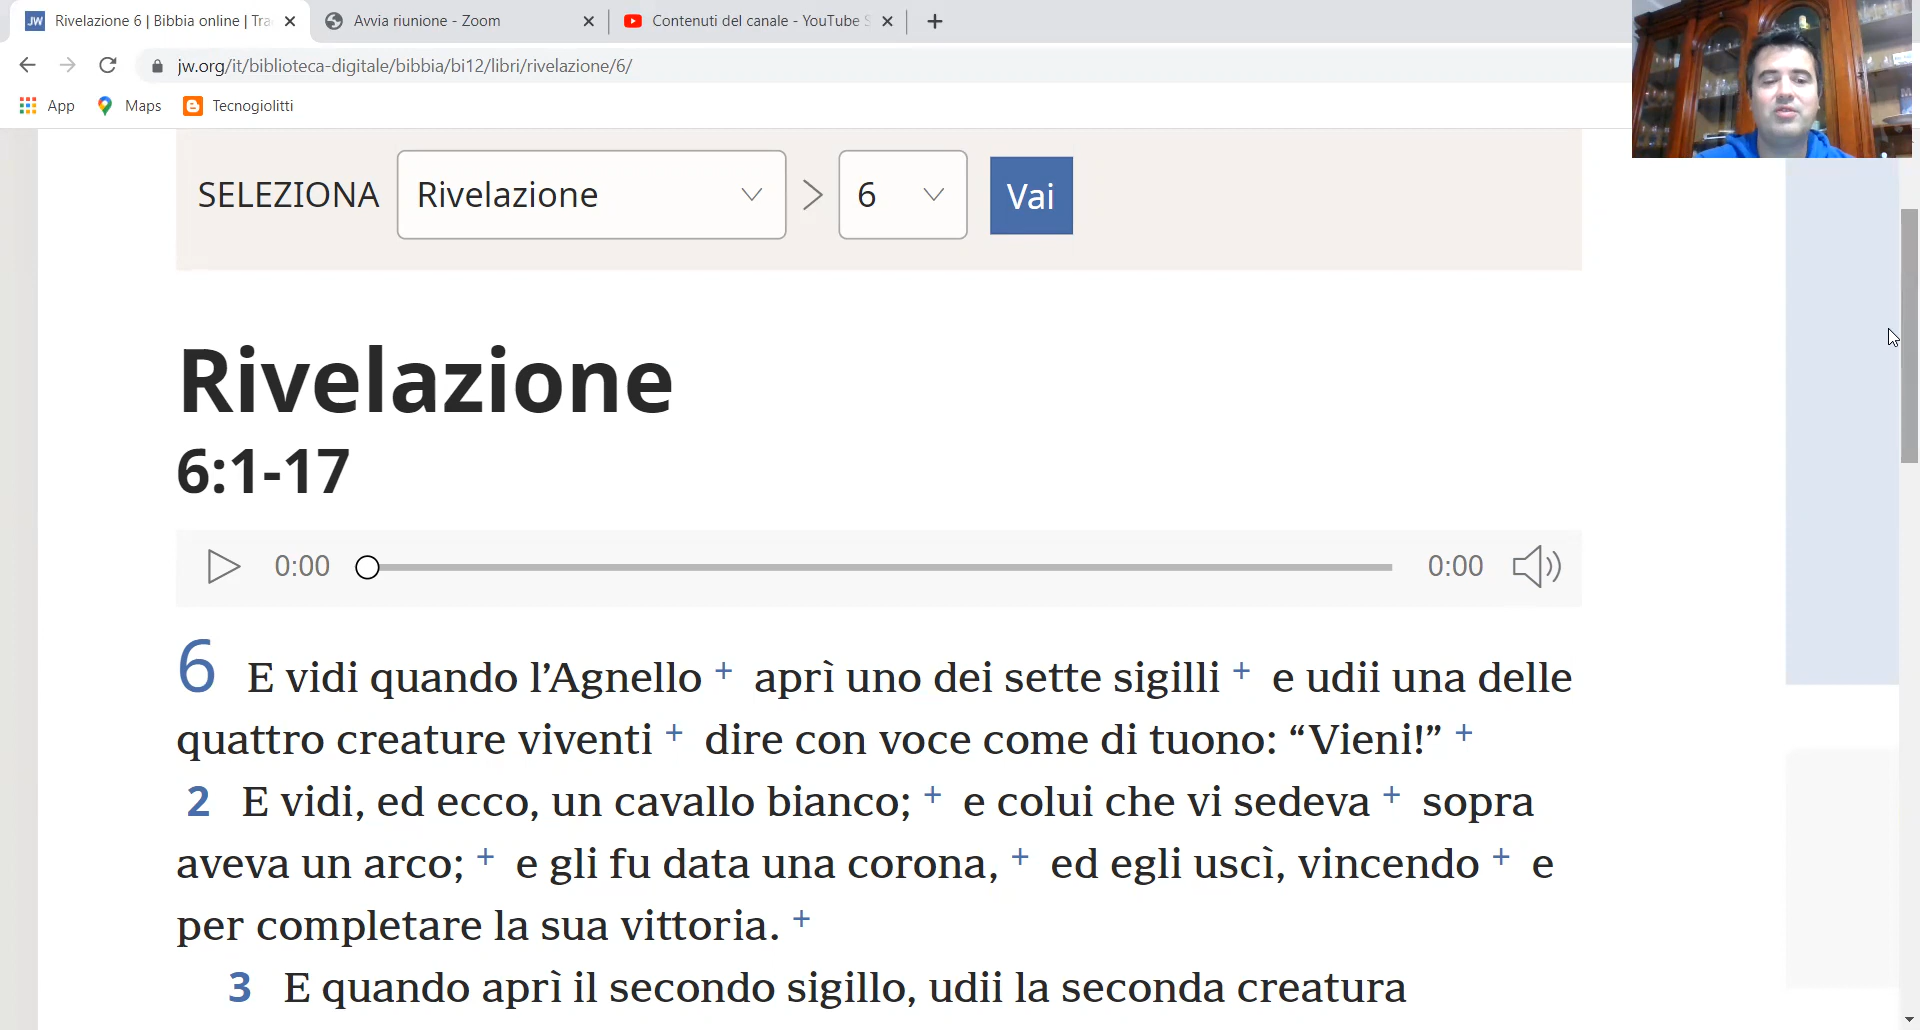 JW Rivelazione 6 | Bibbia online | Tra
Avvia riunione - Zoom
Contenuti del canale - YouTube S
jw.org/it/biblioteca-digitale/bibbia/bi12/libri/rivelazione/6/
App Maps Tecnogiolitti
SELEZIONA Rivelazione > 6 Vai
Rivelazione
6:1-17
0:00 0:00
6 E vidi quando l’Agnello + aprì uno dei sette sigilli + e udii una delle
quattro creature viventi + dire con voce come di tuono: “Vieni!” +
2 E vidi, ed ecco, un cavallo bianco; + e colui che vi sedeva + sopra
aveva un arco; + e gli fu data una corona, + ed egli uscì, vincendo + e
per completare la sua vittoria. +
3 E quando aprì il secondo sigillo, udii la seconda creatura